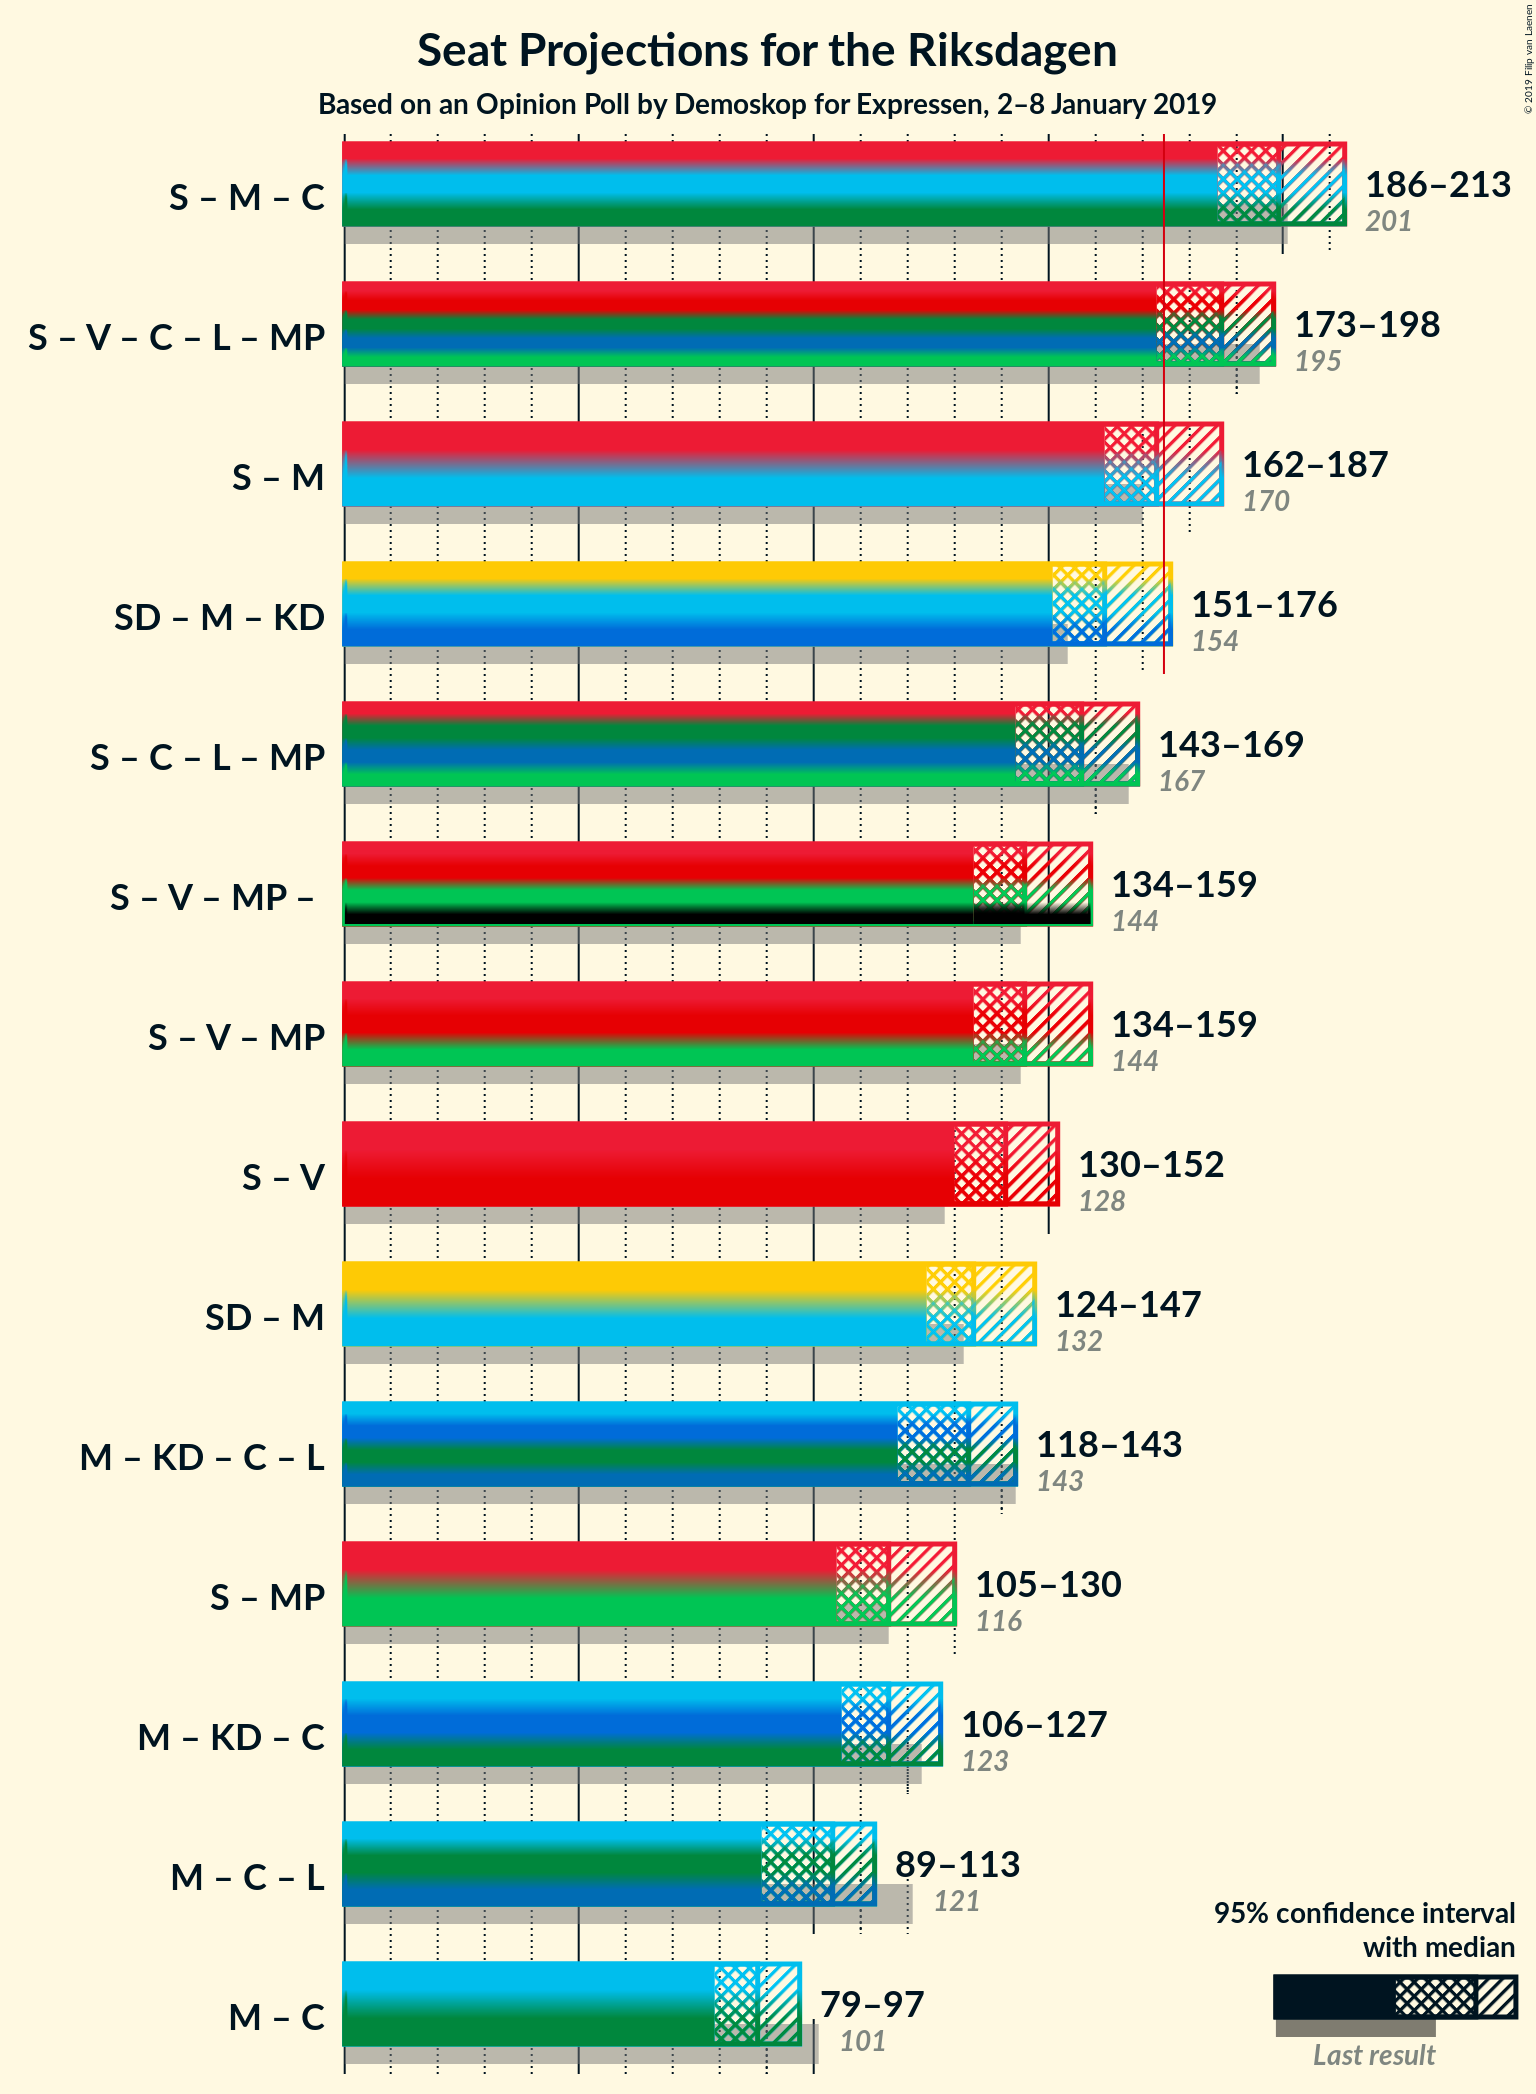 Seat Projections for the Riksdagen
Based on an Opinion Poll by Demoskop for Expressen, 2–8 January 2019
© 2019 Filip van Laenen
S – M – C
186–213
201
S – V – C – L – MP
173–198
195
S – M
162–187
170
SD – M – KD
151–176
154
S – C – L – MP
143–169
167
S – V – MP –
134–159
144
S – V – MP
134–159
144
S – V
130–152
128
SD – M
124–147
132
M – KD – C – L
118–143
143
S – MP
105–130
116
M – KD – C
106–127
123
M – C – L
89–113
121
M – C
79–97
101
95% confidence interval
with median
Last result